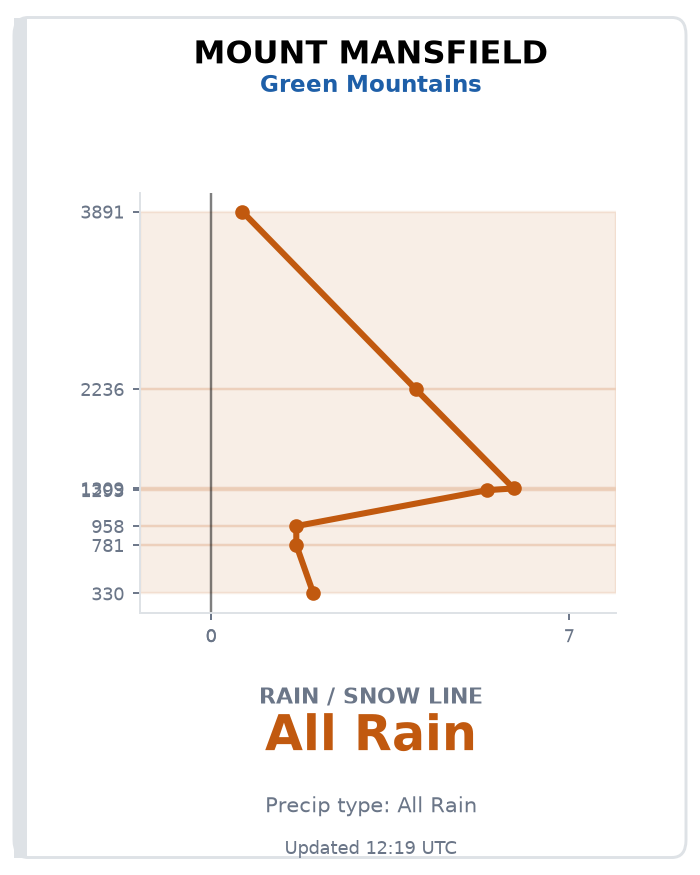 MOUNT MANSFIELD
Green Mountains
3891
2236
958
781
330
0
7
RAIN / SNOW LINE
All Rain
Precip type: All Rain
Updated 12:19 UTC